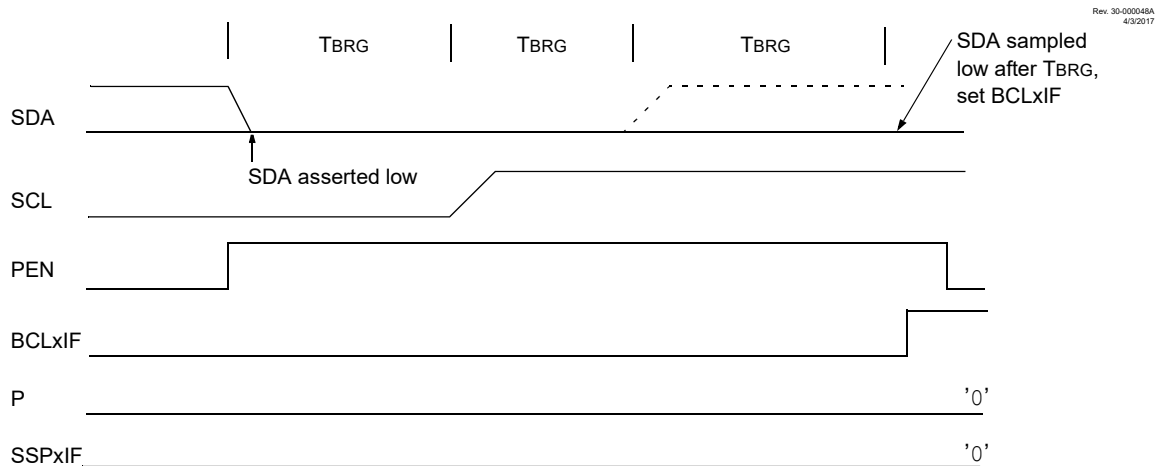 Rev. 30-000048A
4/3/2017
TBRG
TBRG
TBRG
SDA sampled
low after TBRG,
set BCLxIF
SDA
SDA asserted low
SCL
PEN
BCLxIF
P
'0'
SSPxIF
'0'